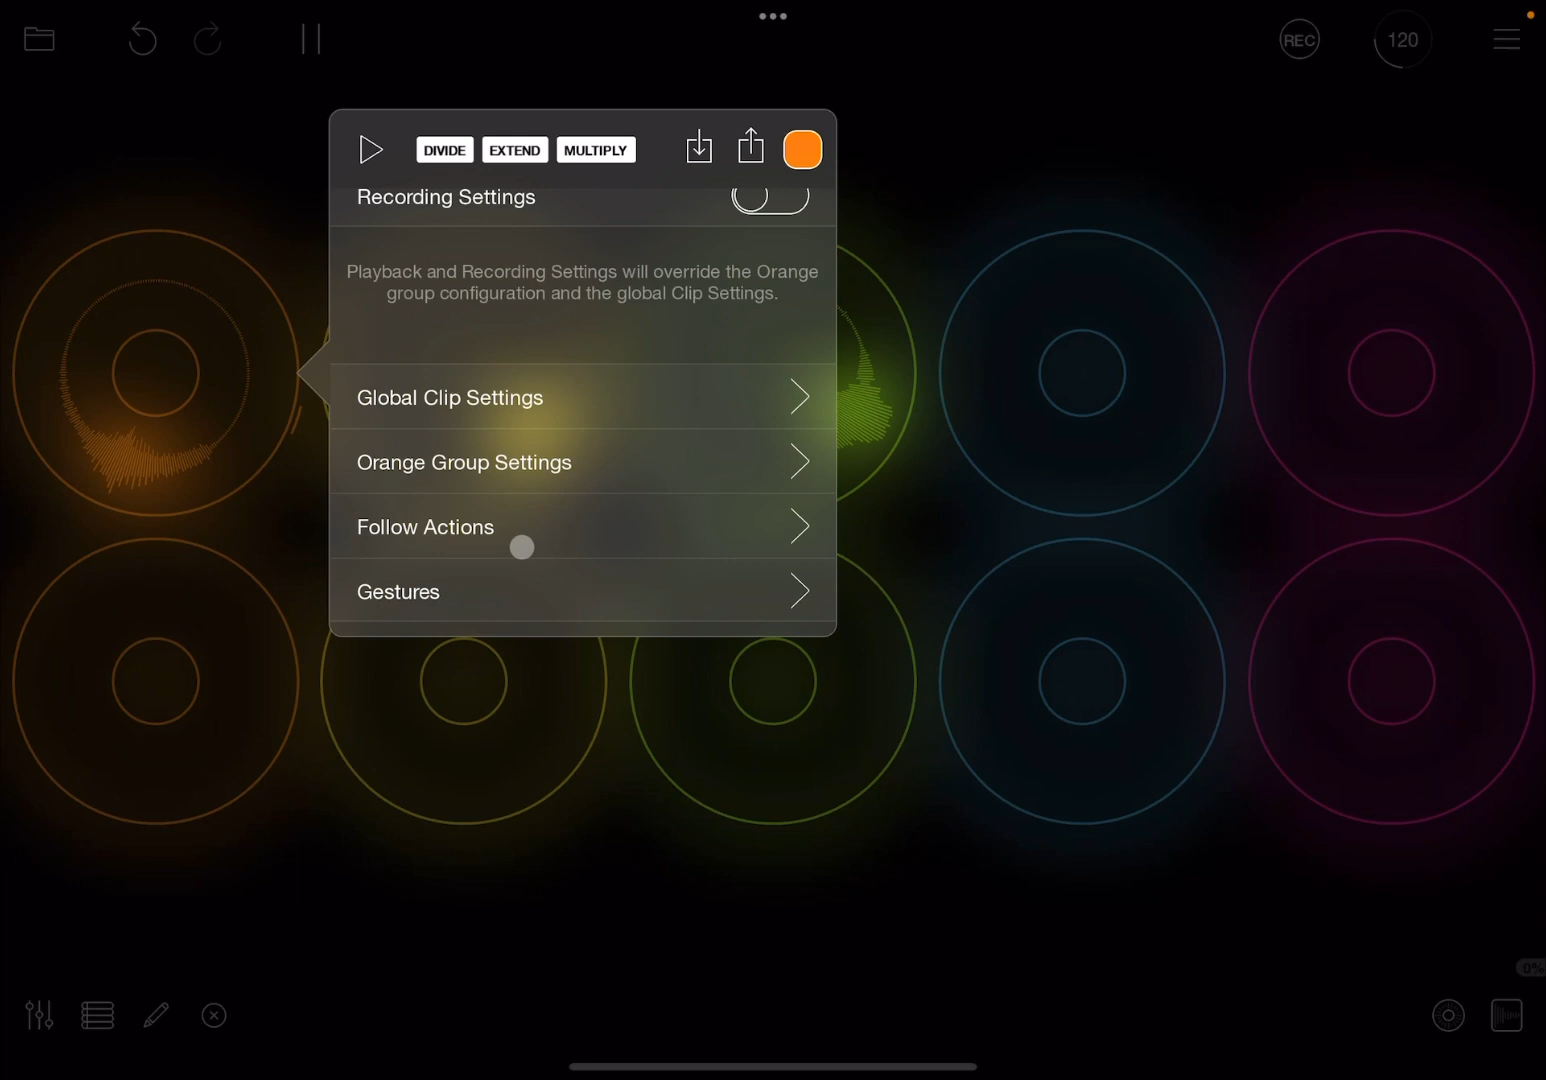 REC
120
DIVIDE EXTEND MULTIPLY
Recording Settings
Playback and Recording Settings will override the Orange
group configuration and the global Clip Settings.
Global Clip Settings
Orange Group Settings
Follow Actions
Gestures
0%